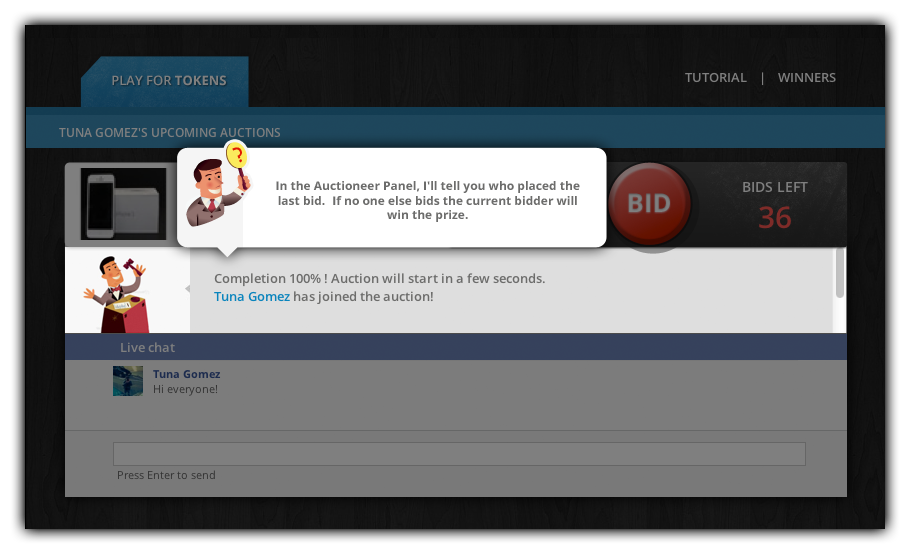 PLAY FOR TOKENS
TUTORIAL | WINNERS
TUNA GOMEZ'S UPCOMING AUCTIONS
?
In the Auctioneer Panel, I'll tell you who placed the
last bid. If no one else bids the current bidder will
win the prize.
BID
BIDS LEFT
36
Completion 100% ! Auction will start in a few seconds.
Tuna Gomez has joined the auction!
Live chat
Tuna Gomez
Hi everyone!
Press Enter to send